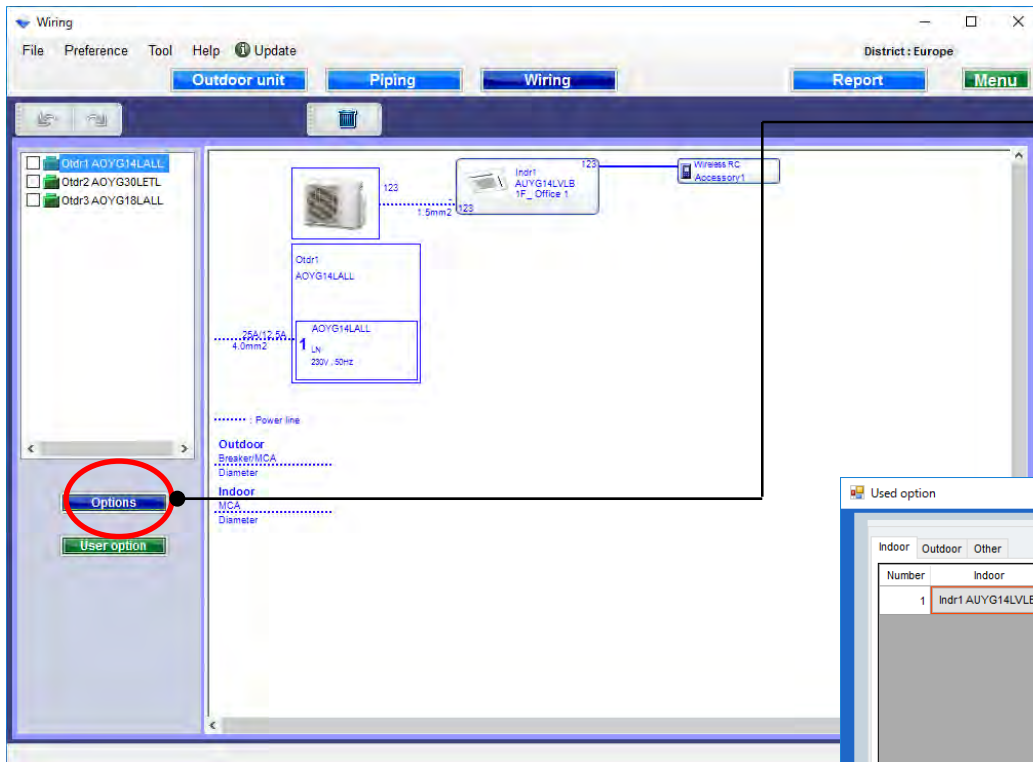 Wiring
File Preference Tool Help Update
District : Europe
Outdoor unit Piping Wiring Report Menu
Otdr1 AOYG14LALL
Otdr2 AOYG30LETL
Otdr3 AOYG18LALL
123
1.5mm2
123
Indr1
AUYG14LVLB
1F_ Office 1
123
Wireless RC
Accessory1
Otdr1
AOYG14LALL
25A/12.5A
4.0mm2
AOYG14LALL
1 LN
230V , 50Hz
: Power line
Outdoor
Breaker/MCA
Diameter
Indoor
MCA
Diameter
Options
User option
Used option
Indoor Outdoor Other
Number Indoor
1 Indr1 AUYG14LVLB